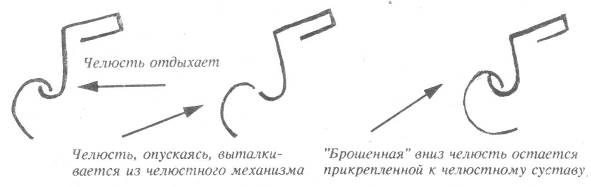 Челюсть отдыхает
Челюсть, опускаясь, выталки-
вается из челюстного механизма
"Брошенная" вниз челюсть остается
прикрепленной к челюстному суставу